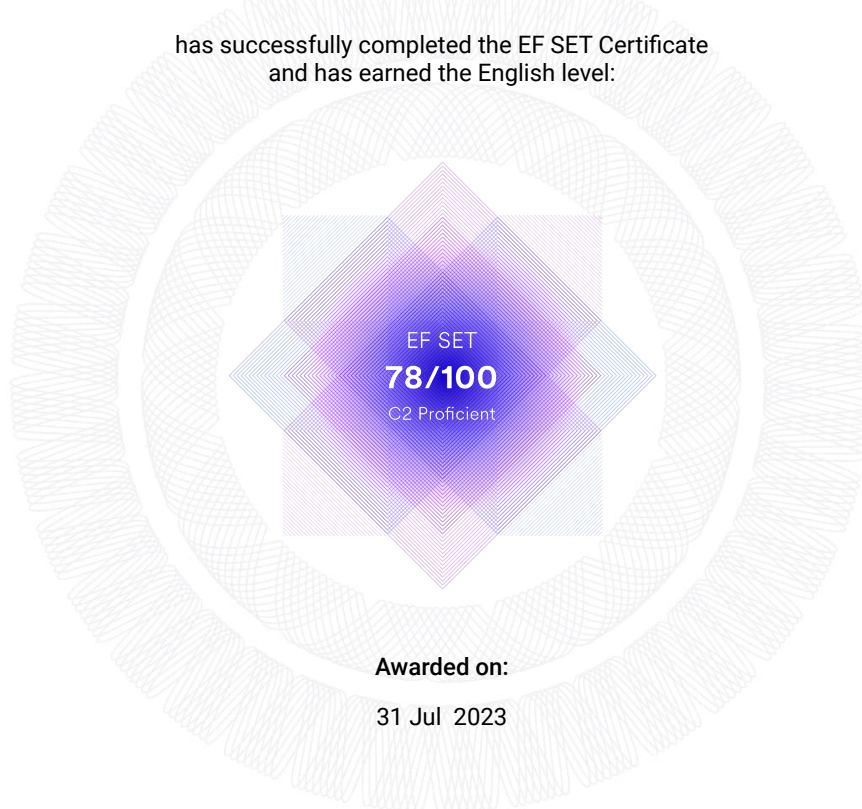 has successfully completed the EF SET Certificate
and has earned the English level:
EF SET
78/100
C2 Proficient
Awarded on:
31 Jul 2023